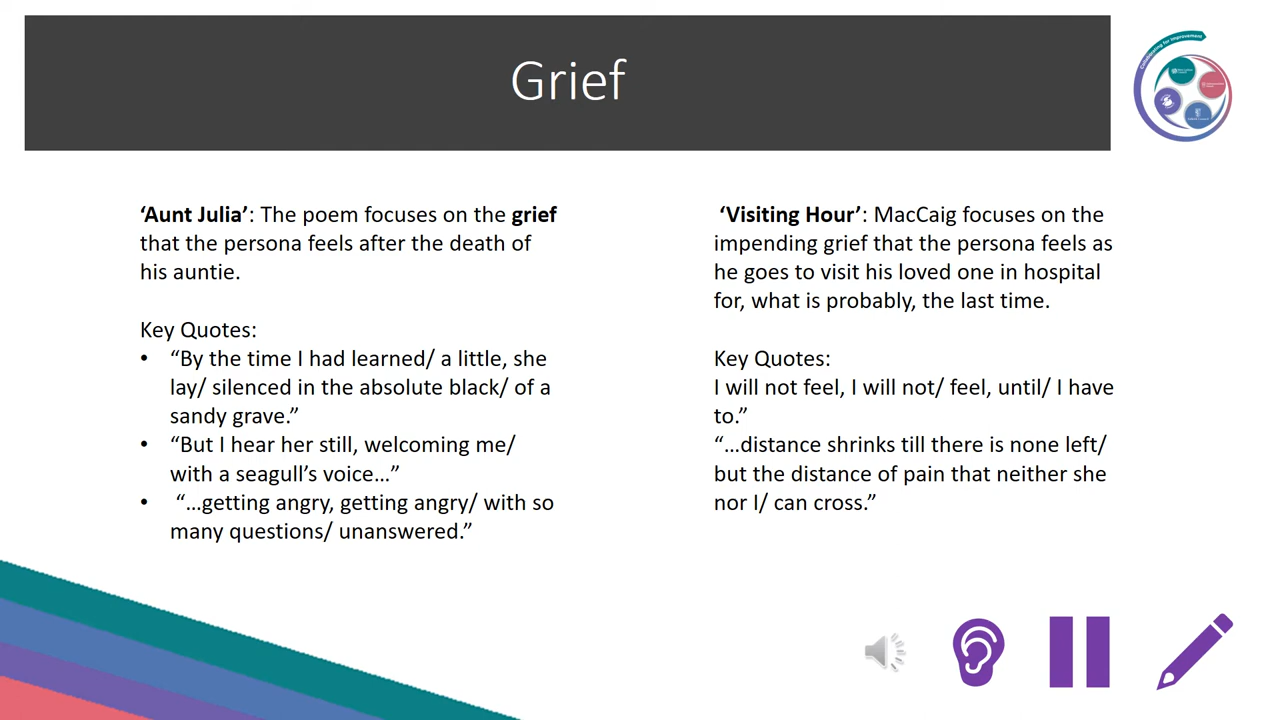 Grief
Collaborating for Improvement
‘Aunt Julia’: The poem focuses on the grief
that the persona feels after the death of
his auntie.
Key Quotes:
• “By the time I had learned/ a little, she
lay/ silenced in the absolute black/ of a
sandy grave.”
• “But I hear her still, welcoming me/
with a seagull’s voice…”
• “…getting angry, getting angry/ with so
many questions/ unanswered.”
‘Visiting Hour’: MacCaig focuses on the
impending grief that the persona feels as
he goes to visit his loved one in hospital
for, what is probably, the last time.
Key Quotes:
I will not feel, I will not/ feel, until/ I have
to.”
“…distance shrinks till there is none left/
but the distance of pain that neither she
nor I/ can cross.”